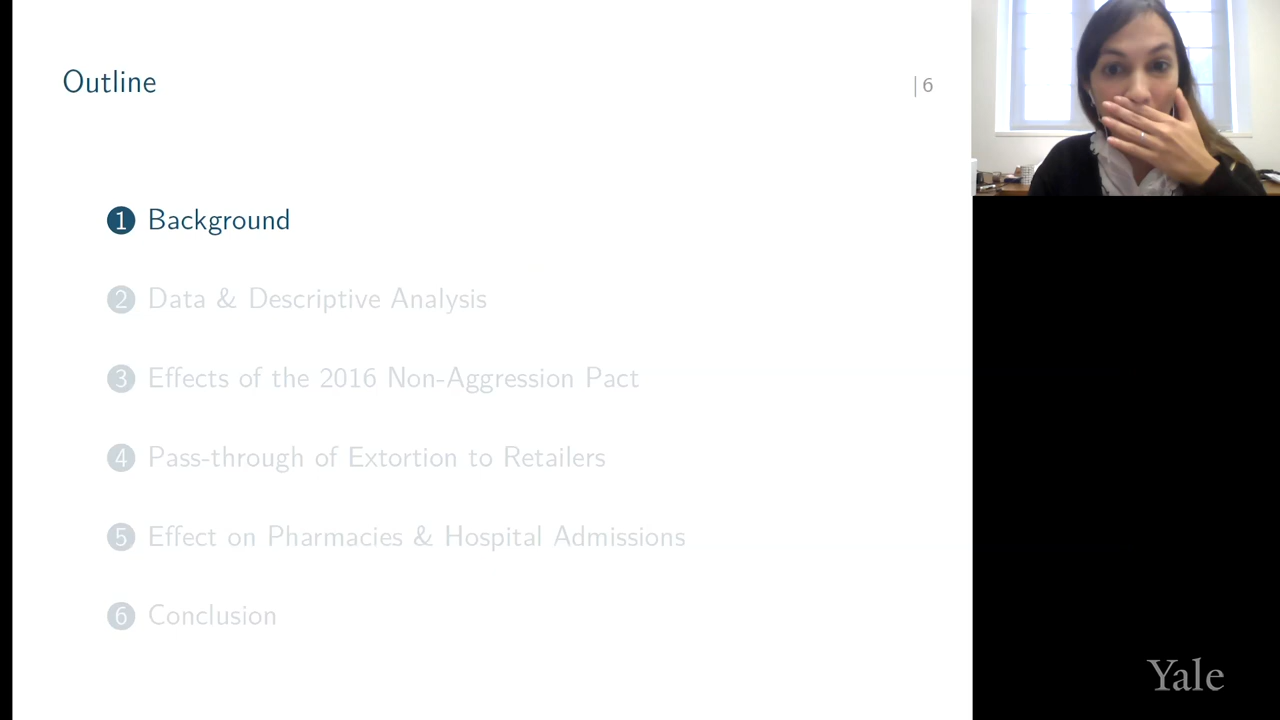 Outline
| 6
1 Background
2 Data & Descriptive Analysis
3 Effects of the 2016 Non-Aggression Pact
4 Pass-through of Extortion to Retailers
5 Effect on Pharmacies & Hospital Admissions
6 Conclusion
Yale